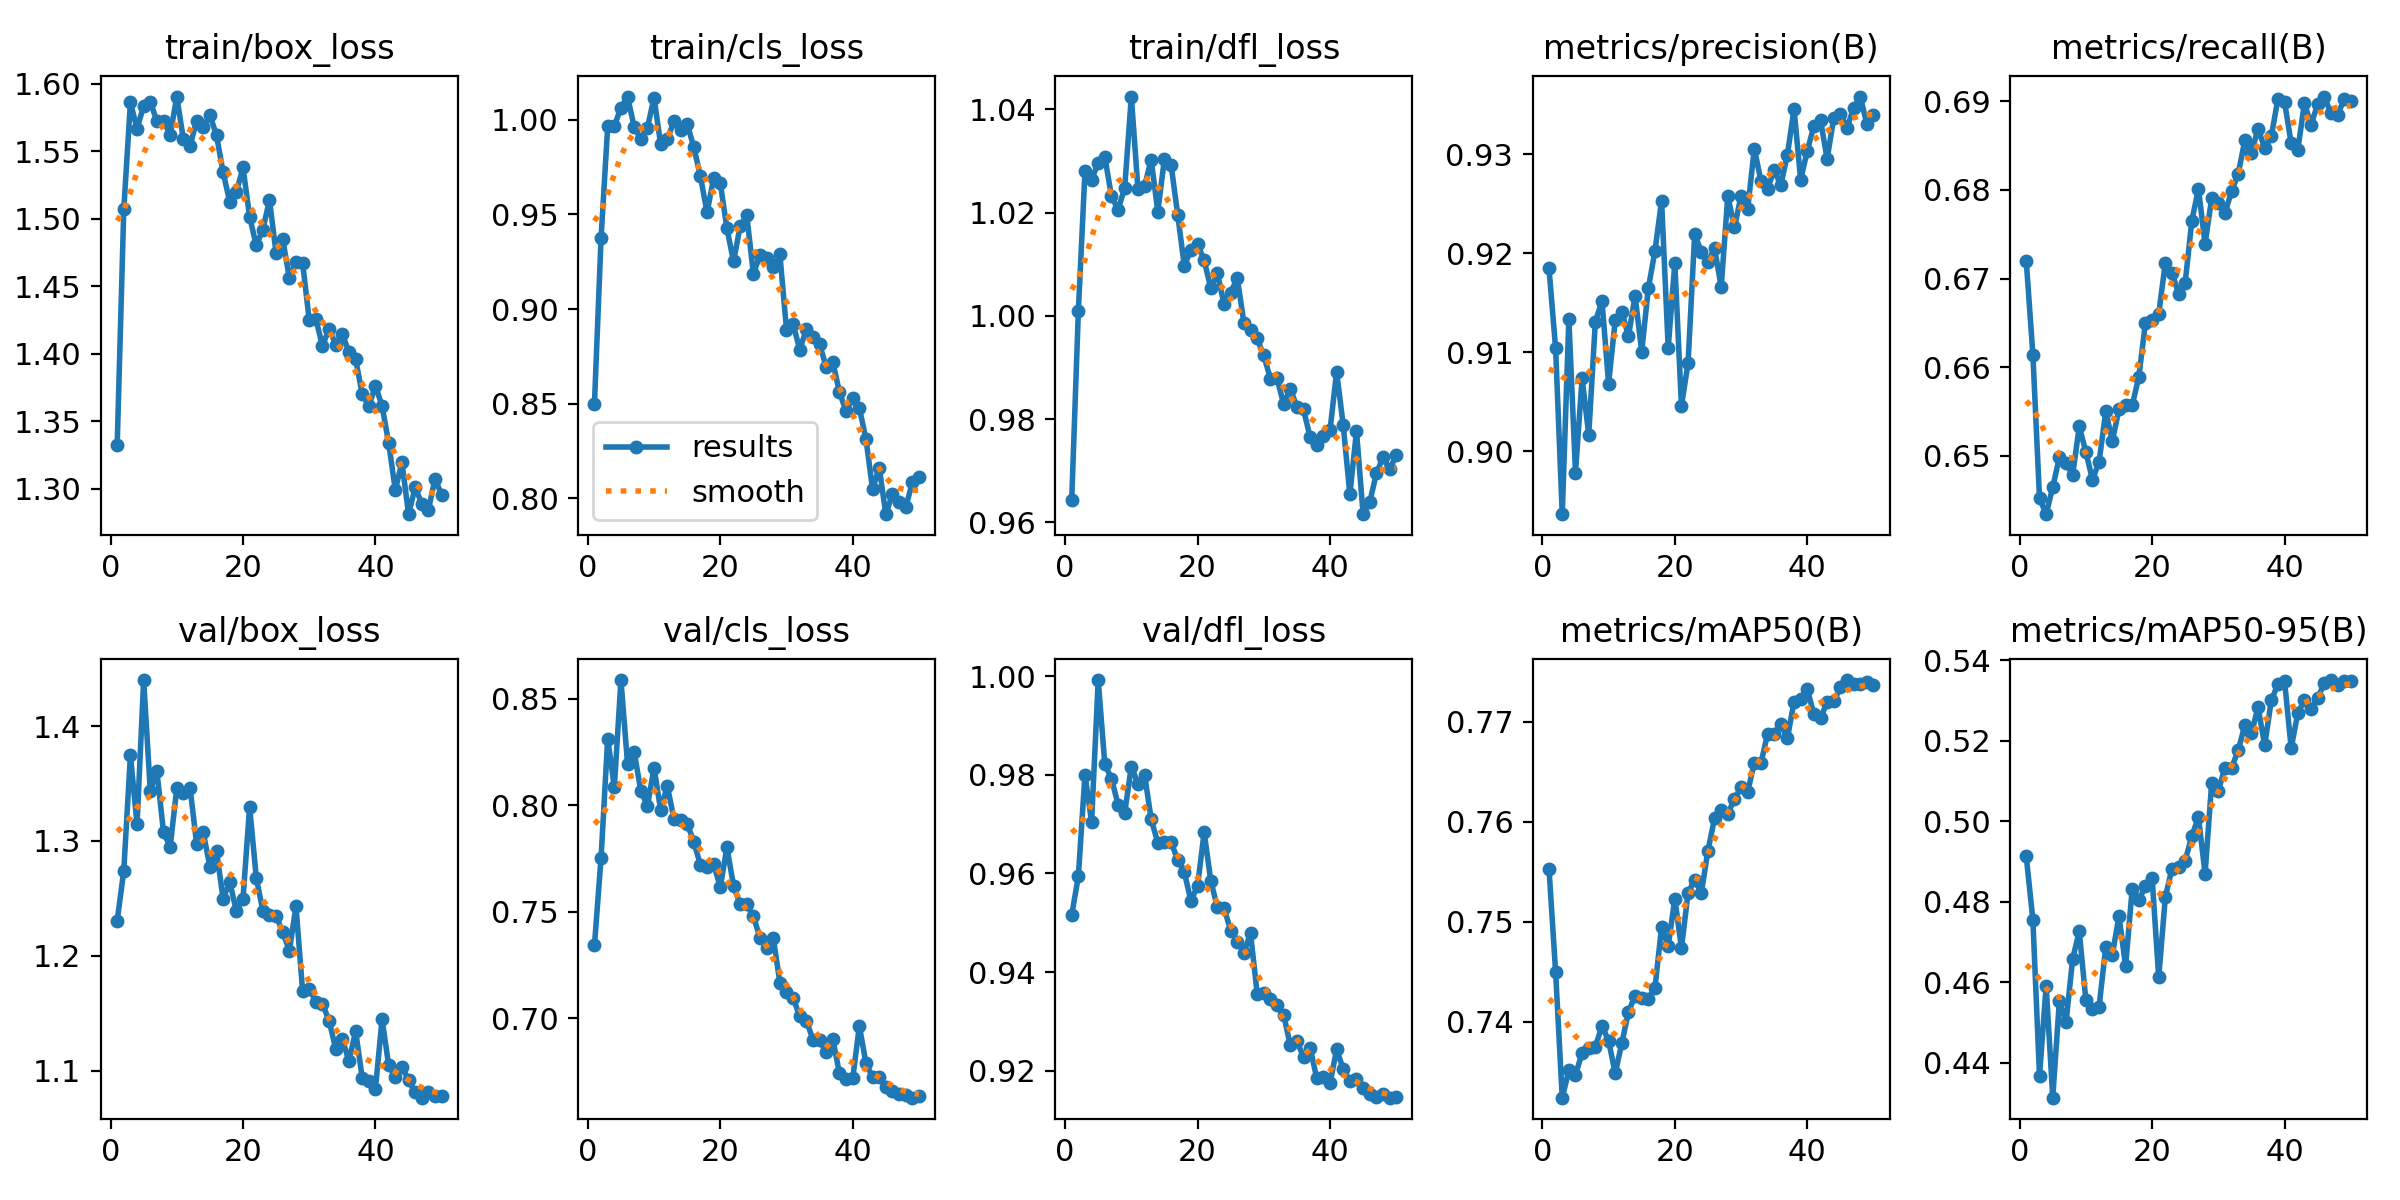 train/box_loss
1.60
1.55
1.50
1.45
1.40
1.35
1.30
0 20 40
train/cls_loss
1.00
0.95
0.90
0.85
0.80
results
smooth
0 20 40
train/dfl_loss
1.04
1.02
1.00
0.98
0.96
0 20 40
metrics/precision(B)
0.93
0.92
0.91
0.90
0 20 40
metrics/recall(B)
0.69
0.68
0.67
0.66
0.65
0 20 40
val/box_loss
1.4
1.3
1.2
1.1
0 20 40
val/cls_loss
0.85
0.80
0.75
0.70
0 20 40
val/dfl_loss
1.00
0.98
0.96
0.94
0.92
0 20 40
metrics/mAP50(B)
0.77
0.76
0.75
0.74
0 20 40
metrics/mAP50-95(B)
0.54
0.52
0.50
0.48
0.46
0.44
0 20 40